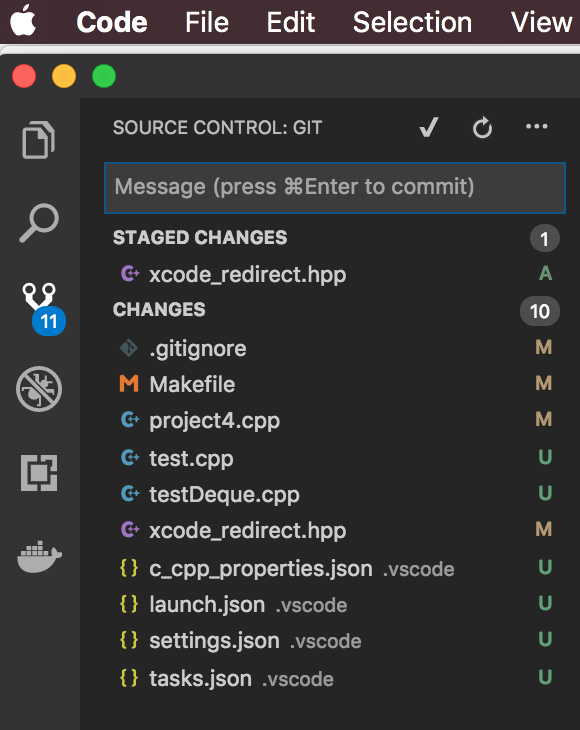 Code File Edit Selection View
SOURCE CONTROL: GIT
Message (press ⌘Enter to commit)
STAGED CHANGES 1
xcode_redirect.hpp A
CHANGES 10
.gitignore M
Makefile M
project4.cpp M
test.cpp U
testDeque.cpp U
xcode_redirect.hpp M
c_cpp_properties.json .vscode U
launch.json .vscode U
settings.json .vscode U
tasks.json .vscode U
11